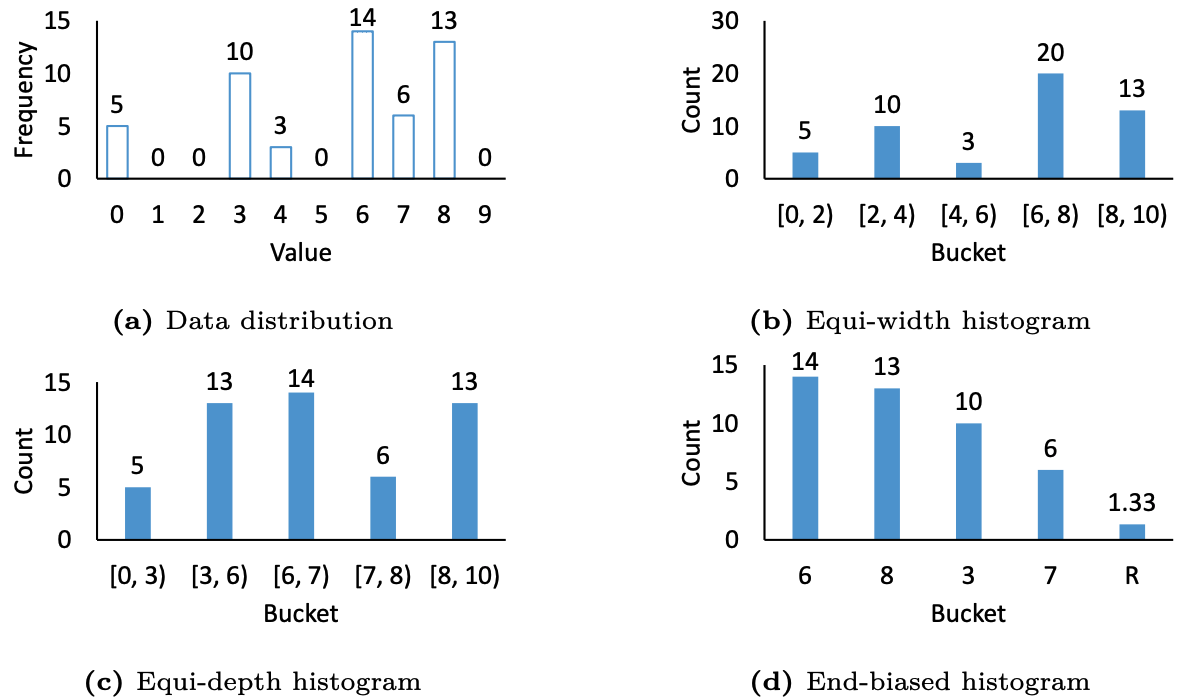 15
10
5
0
Frequency
5
0
0
10
3
0
14
6
13
0
0 1 2 3 4 5 6 7 8 9
Value
(a) Data distribution
30
20
10
0
Count
5
10
3
20
13
[0, 2) [2, 4) [4, 6) [6, 8) [8, 10)
Bucket
(b) Equi-width histogram
15
10
5
0
Count
5
13
14
6
13
[0, 3) [3, 6) [6, 7) [7, 8) [8, 10)
Bucket
(c) Equi-depth histogram
15
10
5
0
Count
14
13
10
6
1.33
6 8 3 7 R
Bucket
(d) End-biased histogram